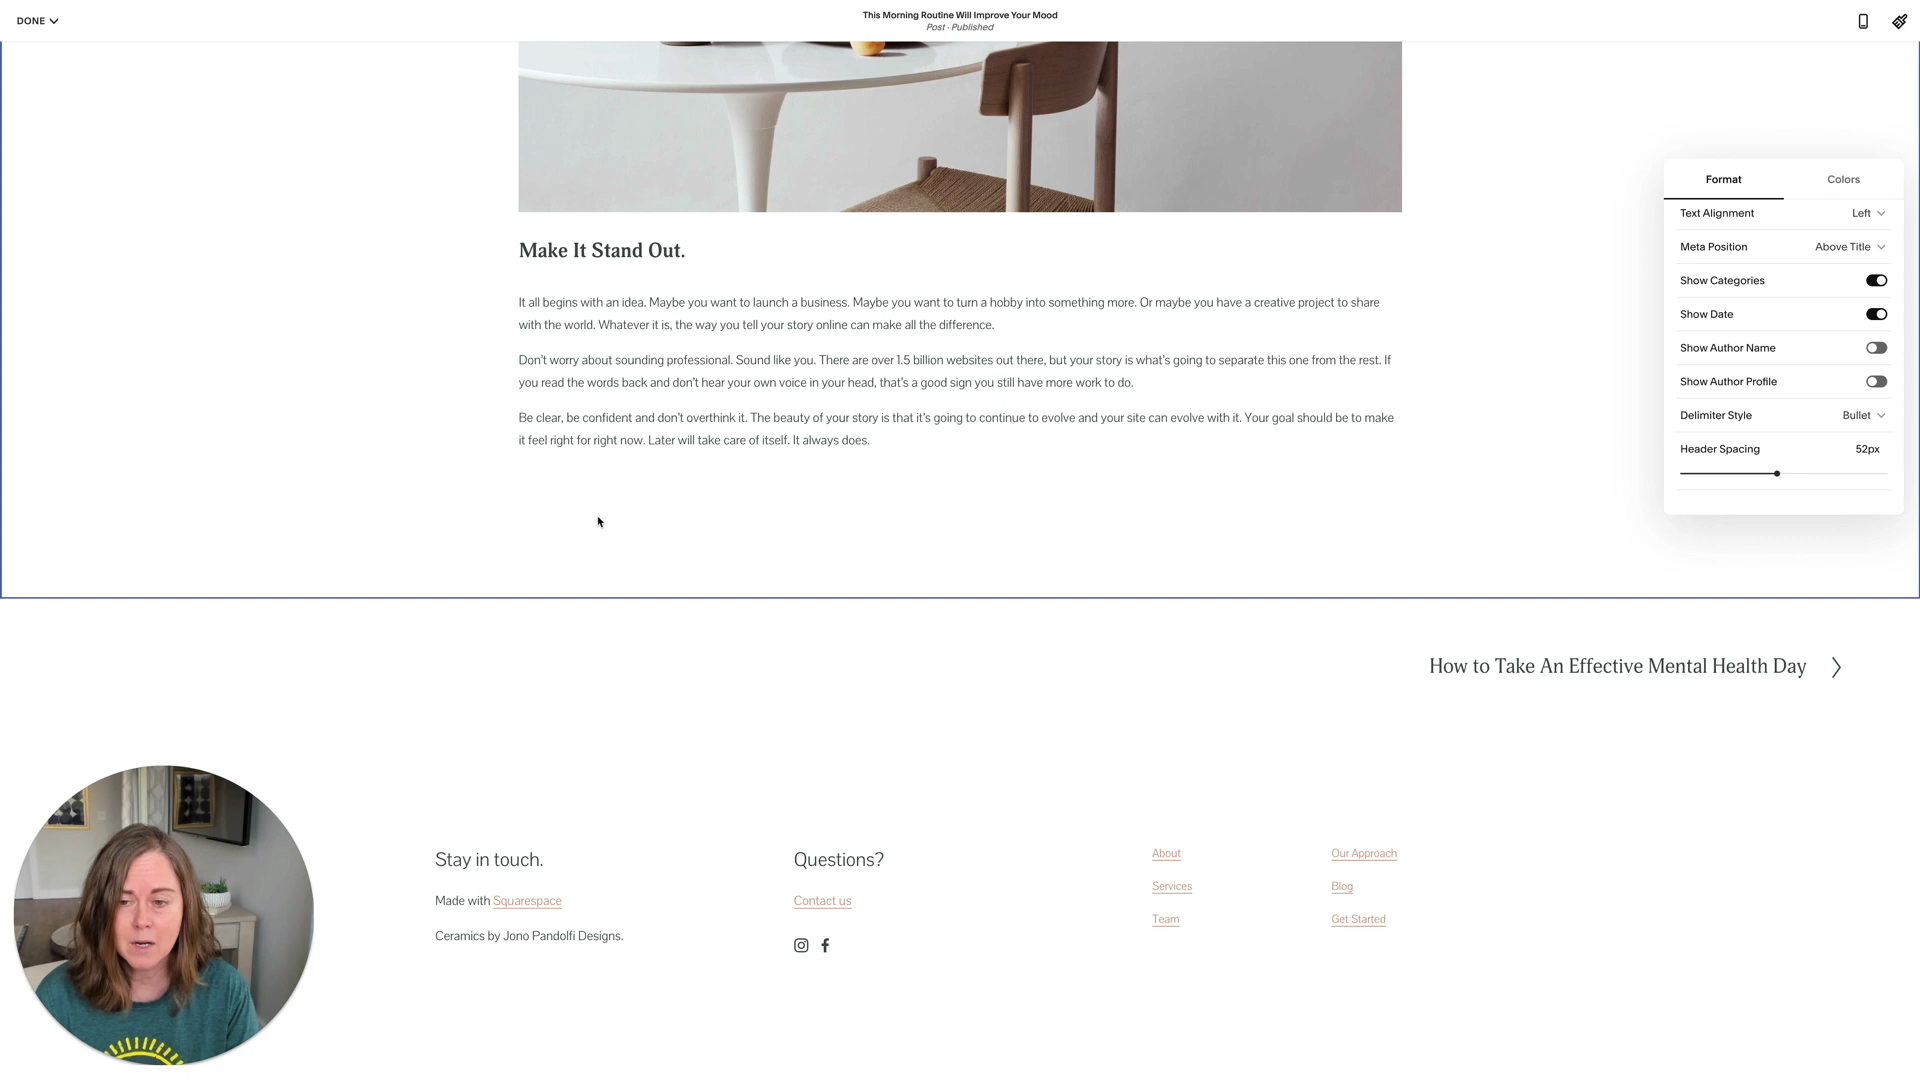 DONE
This Morning Routine Will Improve Your Mood
Post · Published
Format
Colors
Text Alignment
Left
Meta Position
Above Title
Show Categories
Show Date
Show Author Name
Show Author Profile
Delimiter Style
Bullet
Header Spacing
52px
Make It Stand Out.
It all begins with an idea. Maybe you want to launch a business. Maybe you want to turn a hobby into something more. Or maybe you have a creative project to share
with the world. Whatever it is, the way you tell your story online can make all the difference.
Don’t worry about sounding professional. Sound like you. There are over 1.5 billion websites out there, but your story is what’s going to separate this one from the rest. If
you read the words back and don’t hear your own voice in your head, that’s a good sign you still have more work to do.
Be clear, be confident and don’t overthink it. The beauty of your story is that it’s going to continue to evolve and your site can evolve with it. Your goal should be to make
it feel right for right now. Later will take care of itself. It always does.
How to Take An Effective Mental Health Day
Stay in touch.
Made with Squarespace
Ceramics by Jono Pandolfi Designs.
Questions?
Contact us
About
Services
Team
Our Approach
Blog
Get Started